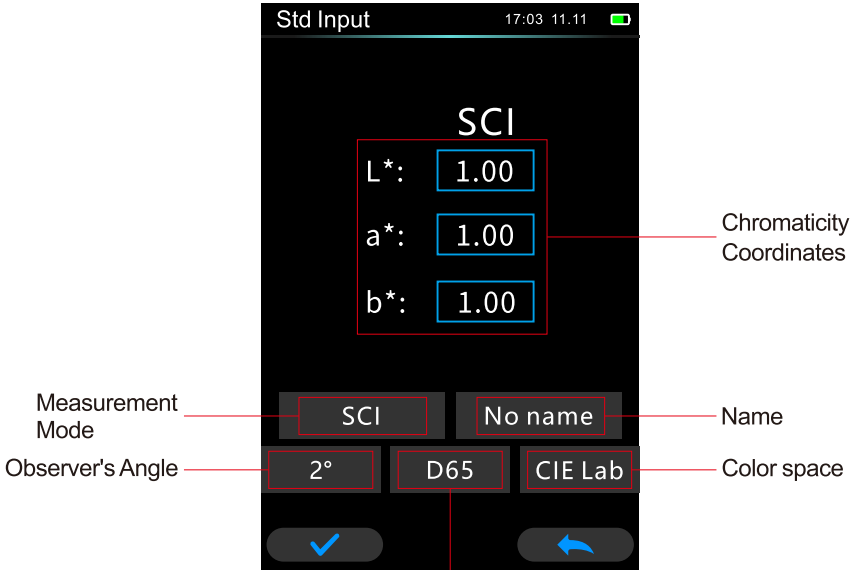 Std Input 17:03 11.11
SCI
L*: 1.00
a*: 1.00
b*: 1.00
Chromaticity
Coordinates
Measurement
Mode
SCI
No name
Name
Observer's Angle
2°
D65
CIE Lab
Color space